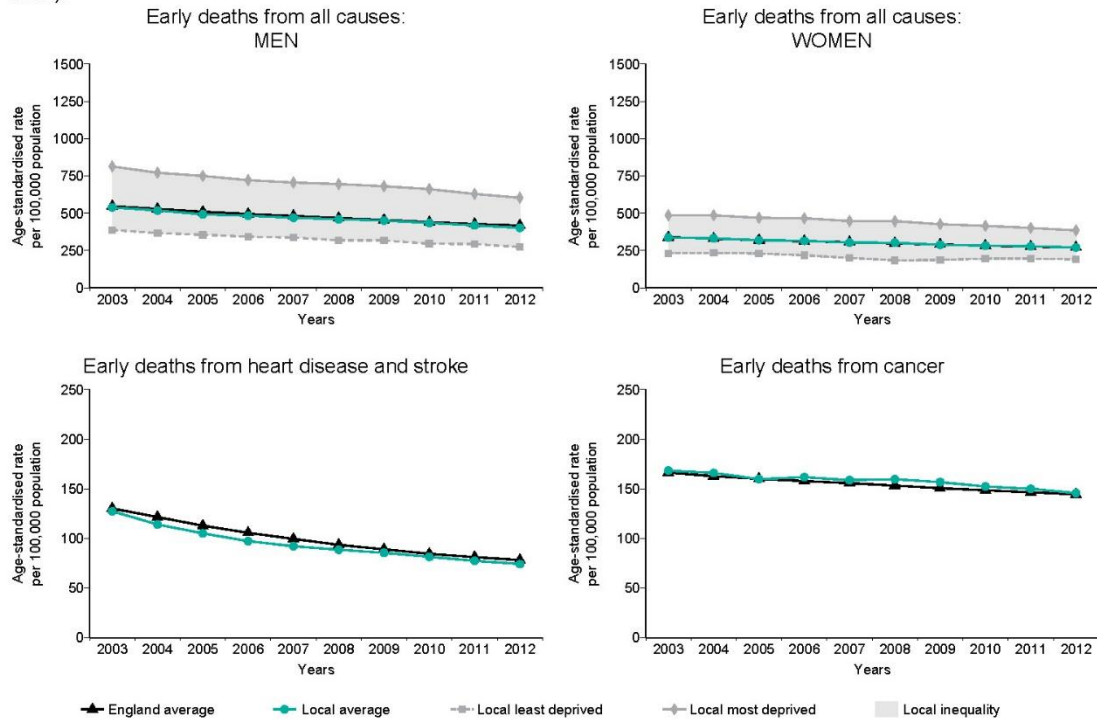 Early deaths from all causes:
MEN
Age-standardised rate
per 100,000 population
1500
1250
1000
750
500
250
0
2003 2004 2005 2006 2007 2008 2009 2010 2011 2012
Years
Early deaths from all causes:
WOMEN
Age-standardised rate
per 100,000 population
1500
1250
1000
750
500
250
0
2003 2004 2005 2006 2007 2008 2009 2010 2011 2012
Years
Early deaths from heart disease and stroke
Age-standardised rate
per 100,000 population
250
200
150
100
50
0
2003 2004 2005 2006 2007 2008 2009 2010 2011 2012
Years
Early deaths from cancer
Age-standardised rate
per 100,000 population
250
200
150
100
50
0
2003 2004 2005 2006 2007 2008 2009 2010 2011 2012
Years
England average Local average Local least deprived Local most deprived Local inequality